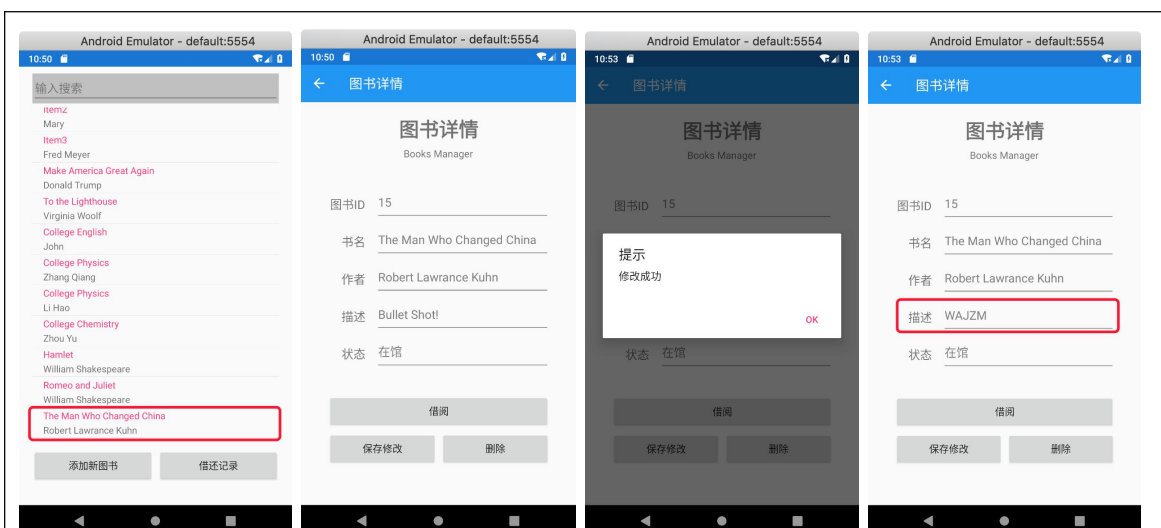 Android Emulator - default:5554
10:50
输入搜索
Item2
Mary
Item3
Fred Meyer
Make America Great Again
Donald Trump
To the Lighthouse
Virginia Woolf
College English
John
College Physics
Zhang Qiang
College Physics
Li Hao
College Chemistry
Zhou Yu
Hamlet
William Shakespeare
Romeo and Juliet
William Shakespeare
The Man Who Changed China
Robert Lawrance Kuhn
添加新图书 借还记录
Android Emulator - default:5554
10:50
图书详情
图书详情
Books Manager
图书ID 15
书名 The Man Who Changed China
作者 Robert Lawrance Kuhn
描述 Bullet Shot!
状态 在馆
借阅
保存修改 删除
Android Emulator - default:5554
10:53
图书详情
图书详情
Books Manager
图书ID 15
提示
修改成功
OK
状态 在馆
借阅
保存修改 删除
Android Emulator - default:5554
10:53
图书详情
图书详情
Books Manager
图书ID 15
书名 The Man Who Changed China
作者 Robert Lawrance Kuhn
描述 WAJZM
状态 在馆
借阅
保存修改 删除